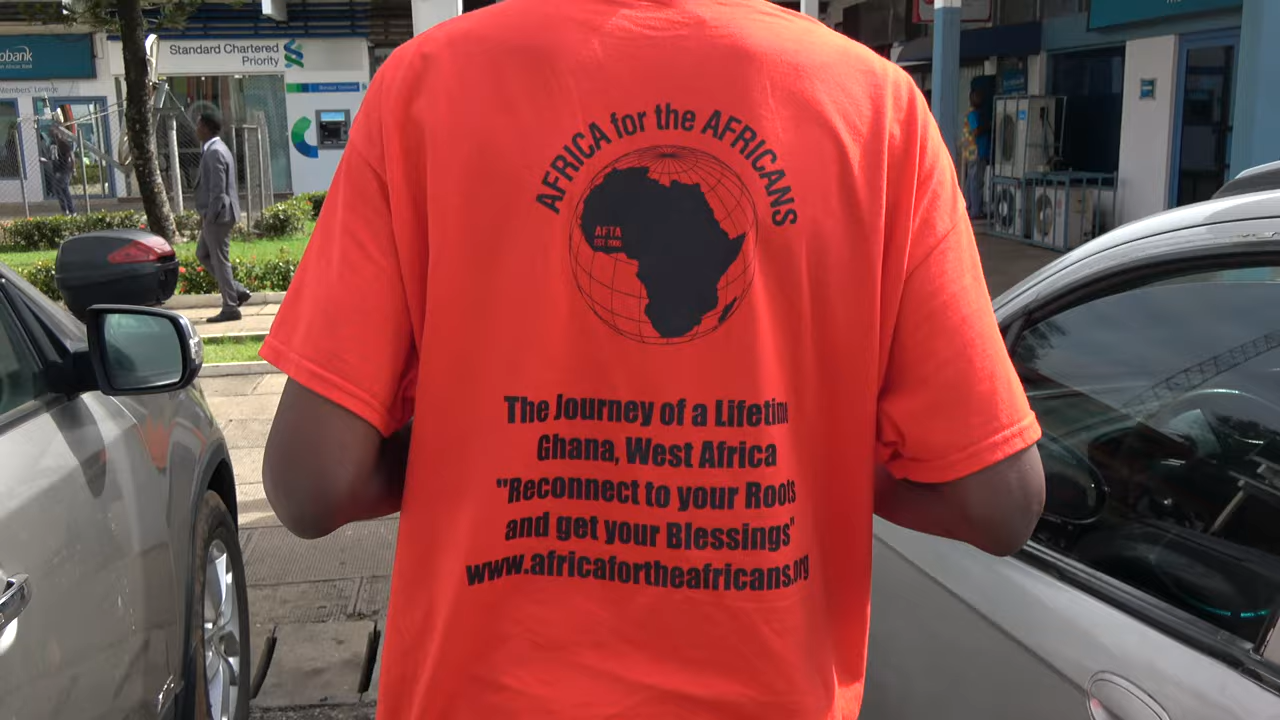 Standard Chartered
Priority
AFRICA for the AFRICANS
AFTA
EST 2006
The Journey of a Lifetim
Ghana, West Africa
"Reconnect to your Roots
and get your Blessings"
www.africafortheafricans.org